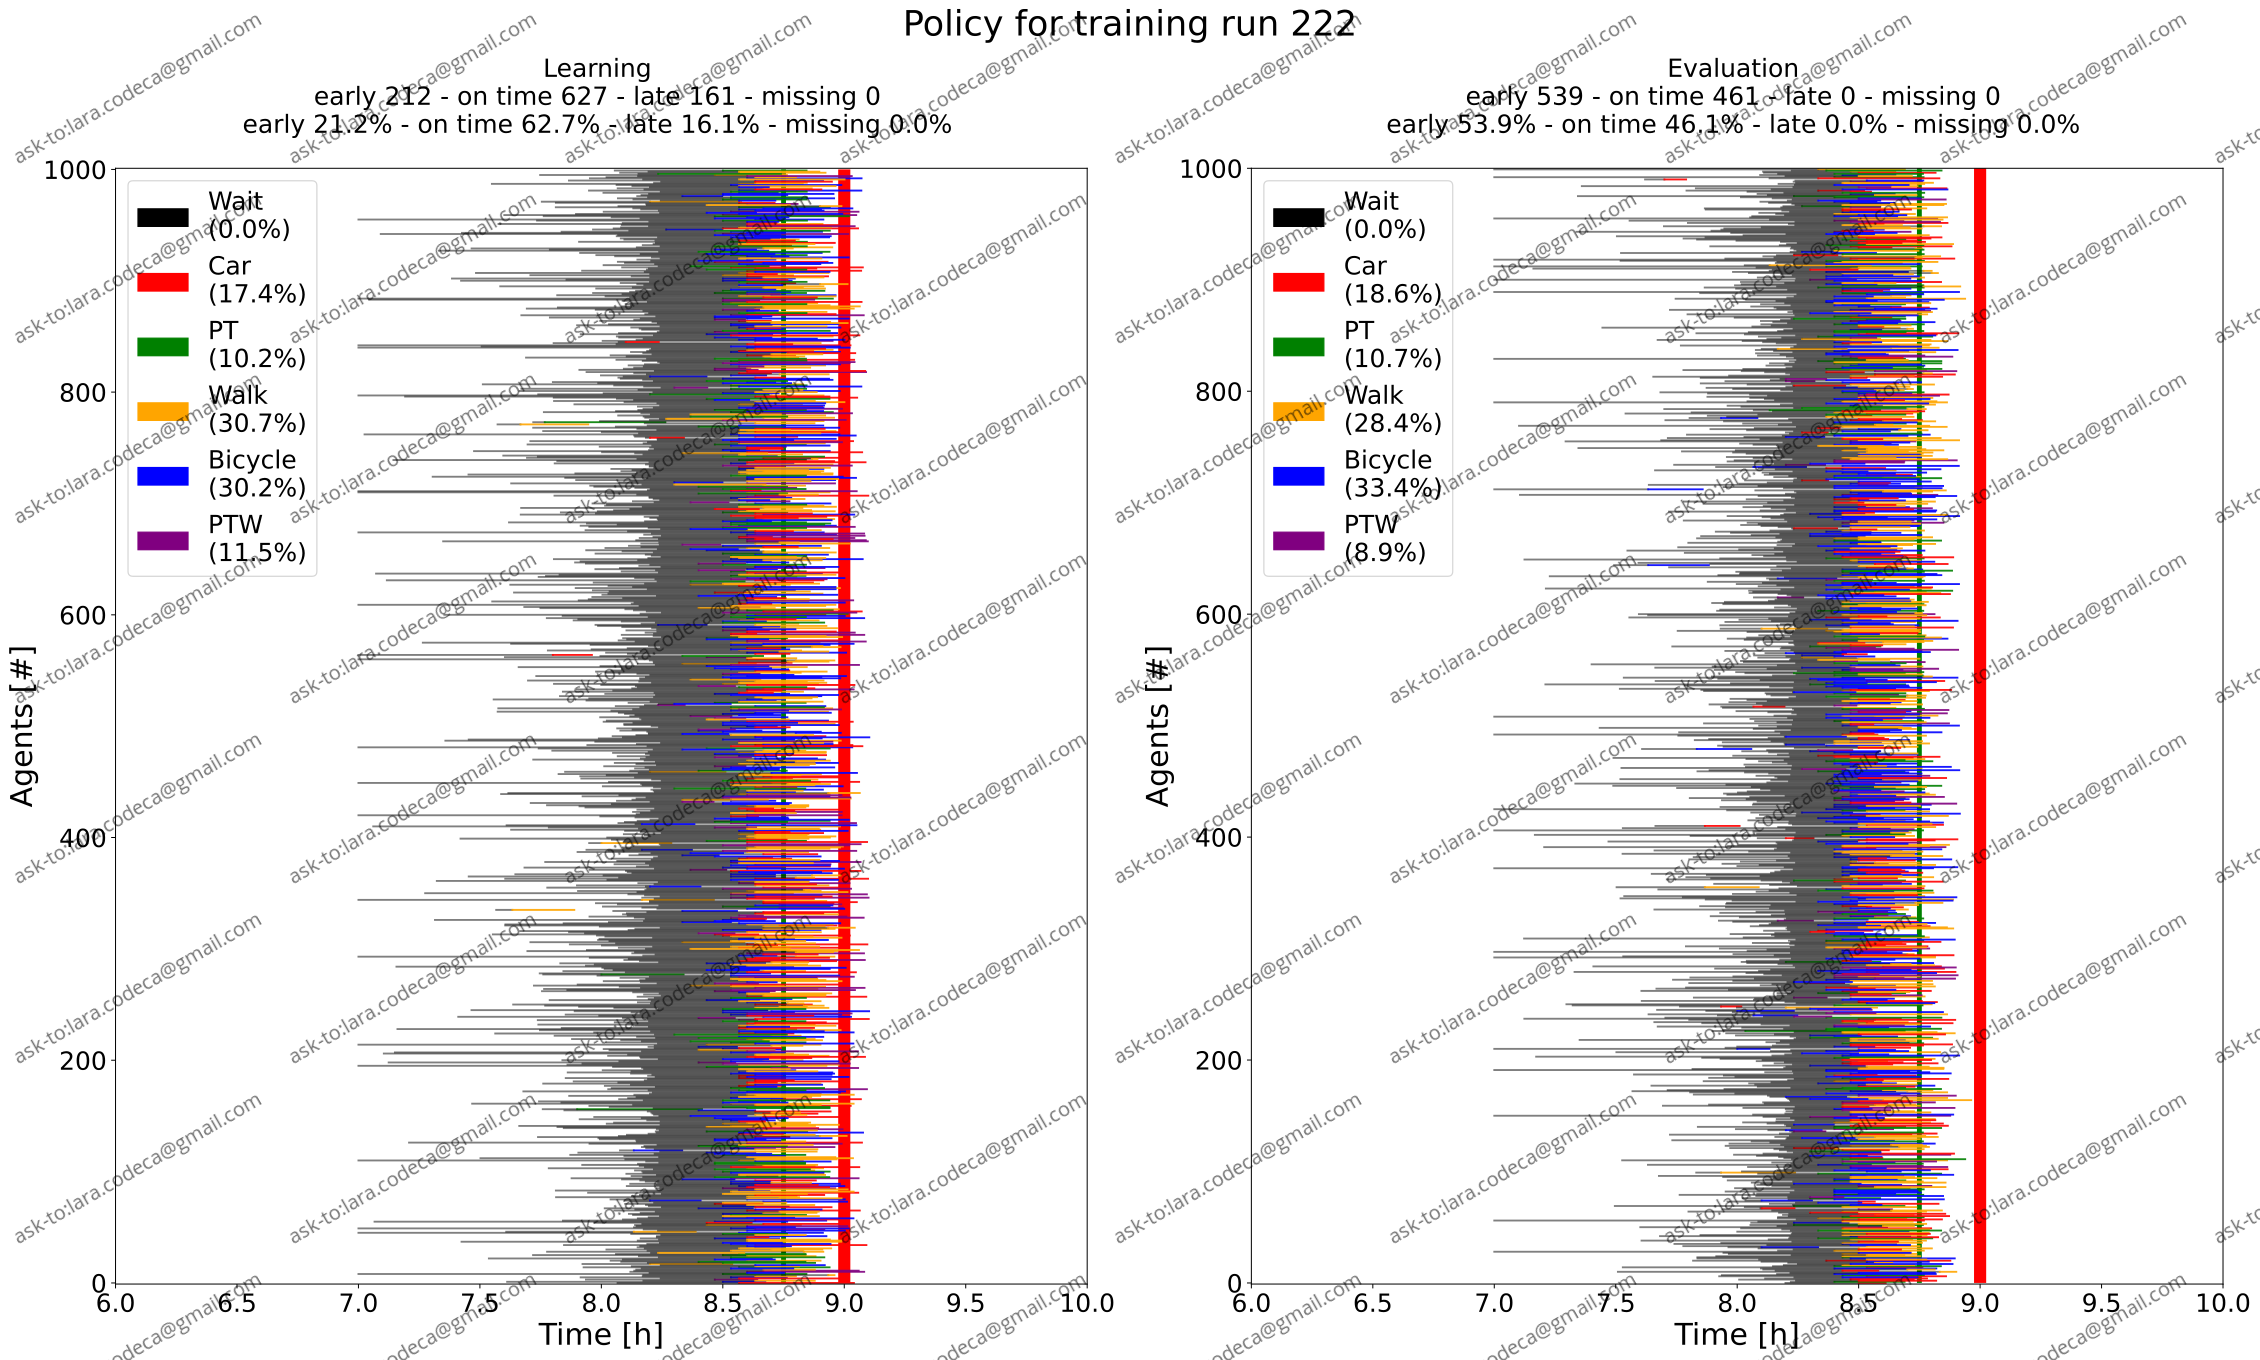 Policy for training run 222
Learning
early 212 - on time 627 - late 161 - missing 0
early 21.2% - on time 62.7% - late 16.1% - missing 0.0%
Agents [#]
1000
800
600
400
200
0
Wait
(0.0%)
Car
(17.4%)
PT
(10.2%)
Walk
(30.7%)
Bicycle
(30.2%)
PTW
(11.5%)
6.0 6.5 7.0 7.5 8.0 8.5 9.0 9.5 10.0
Time [h]
Evaluation
early 539 - on time 461 - late 0 - missing 0
early 53.9% - on time 46.1% - late 0.0% - missing 0.0%
Agents [#]
1000
800
600
400
200
0
Wait
(0.0%)
Car
(18.6%)
PT
(10.7%)
Walk
(28.4%)
Bicycle
(33.4%)
PTW
(8.9%)
6.0 6.5 7.0 7.5 8.0 8.5 9.0 9.5 10.0
Time [h]
ask-to:lara.codeca@gmail.com